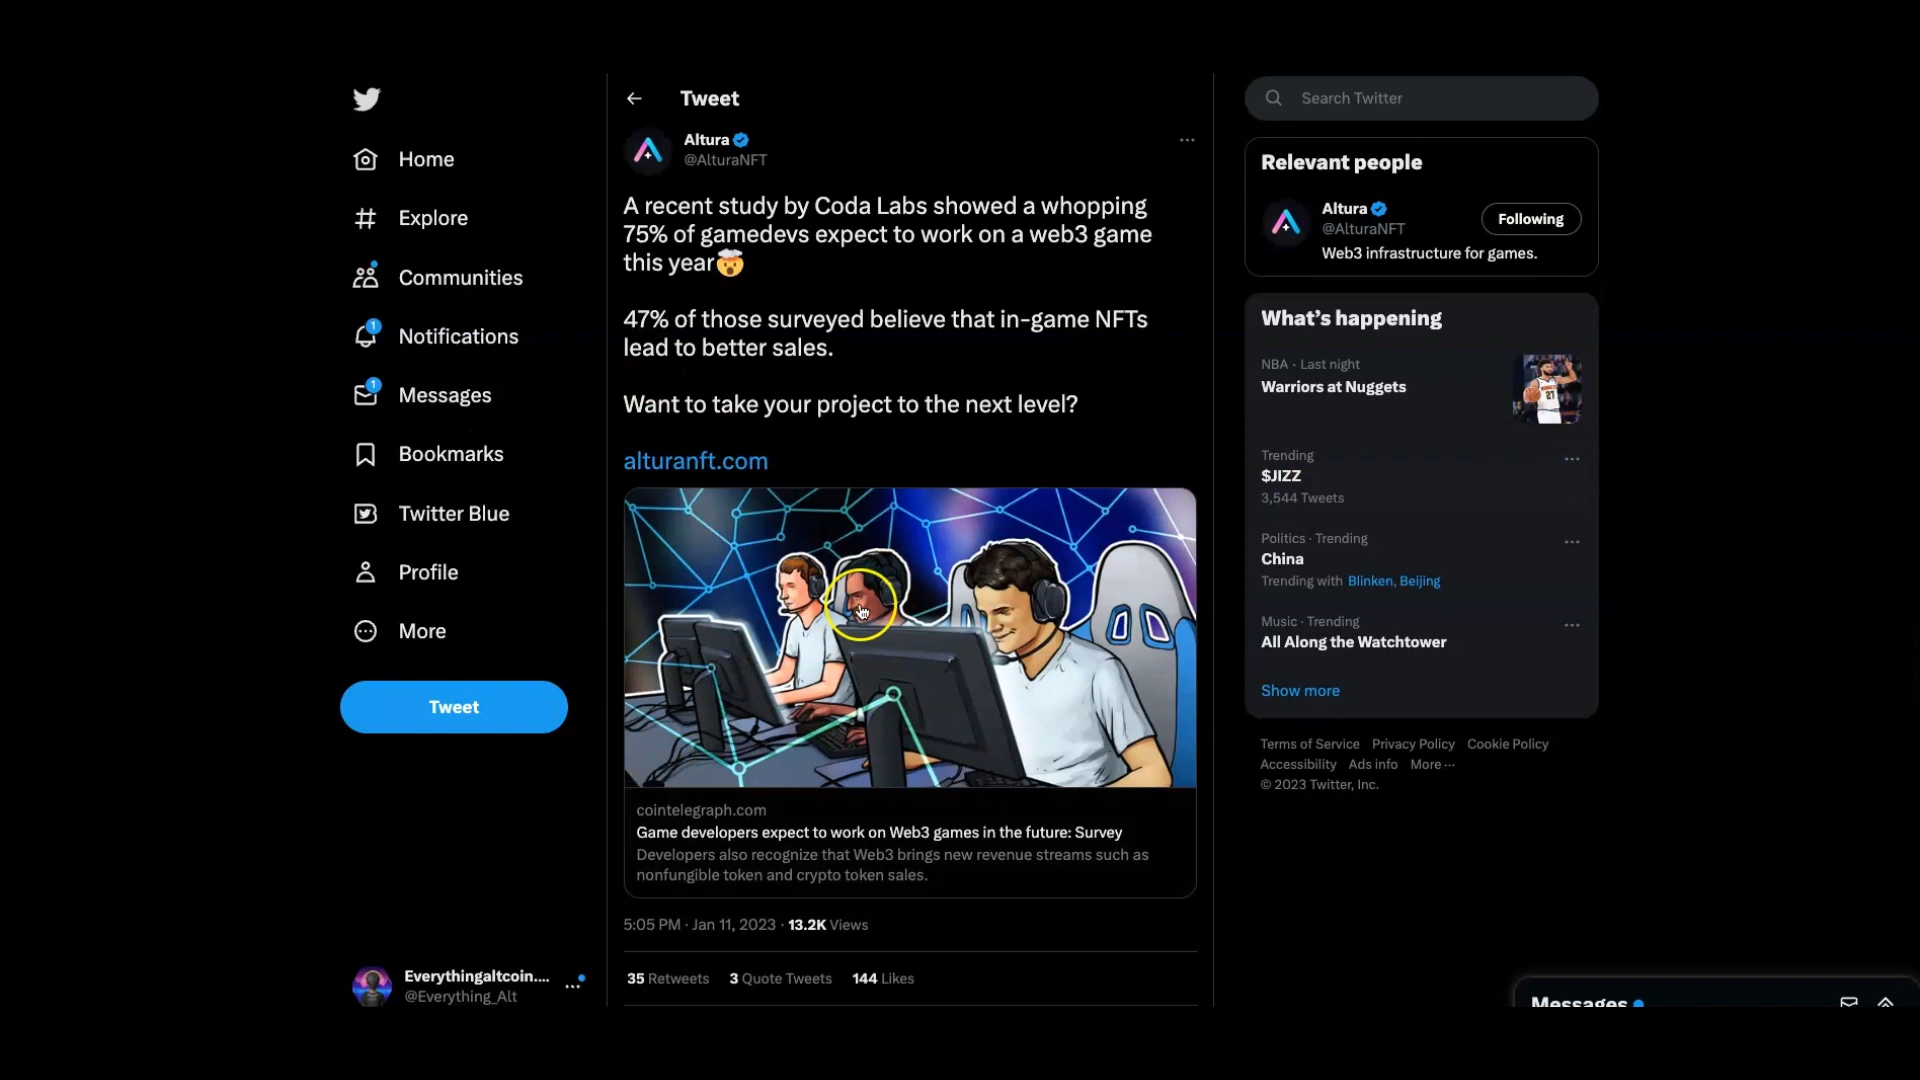 Home
Explore
Communities
1
Notifications
1
Messages
Bookmarks
Twitter Blue
Profile
More
Tweet
Everythingaltcoin....
@Everything_Alt
Tweet
Altura
@AlturaNFT
A recent study by Coda Labs showed a whopping
75% of gamedevs expect to work on a web3 game
this year🤯
47% of those surveyed believe that in-game NFTs
lead to better sales.
Want to take your project to the next level?
alturanft.com
cointelegraph.com
Game developers expect to work on Web3 games in the future: Survey
Developers also recognize that Web3 brings new revenue streams such as
nonfungible token and crypto token sales.
5:05 PM · Jan 11, 2023 · 13.2K Views
35 Retweets 3 Quote Tweets 144 Likes
Search Twitter
Relevant people
Altura
@AlturaNFT
Following
Web3 infrastructure for games.
What's happening
NBA · Last night
Warriors at Nuggets
27
Trending
$JIZZ
3,544 Tweets
Politics · Trending
China
Trending with Blinken, Beijing
Music · Trending
All Along the Watchtower
Show more
Terms of Service Privacy Policy Cookie Policy
Accessibility Ads info More ...
© 2023 Twitter, Inc.
Messages